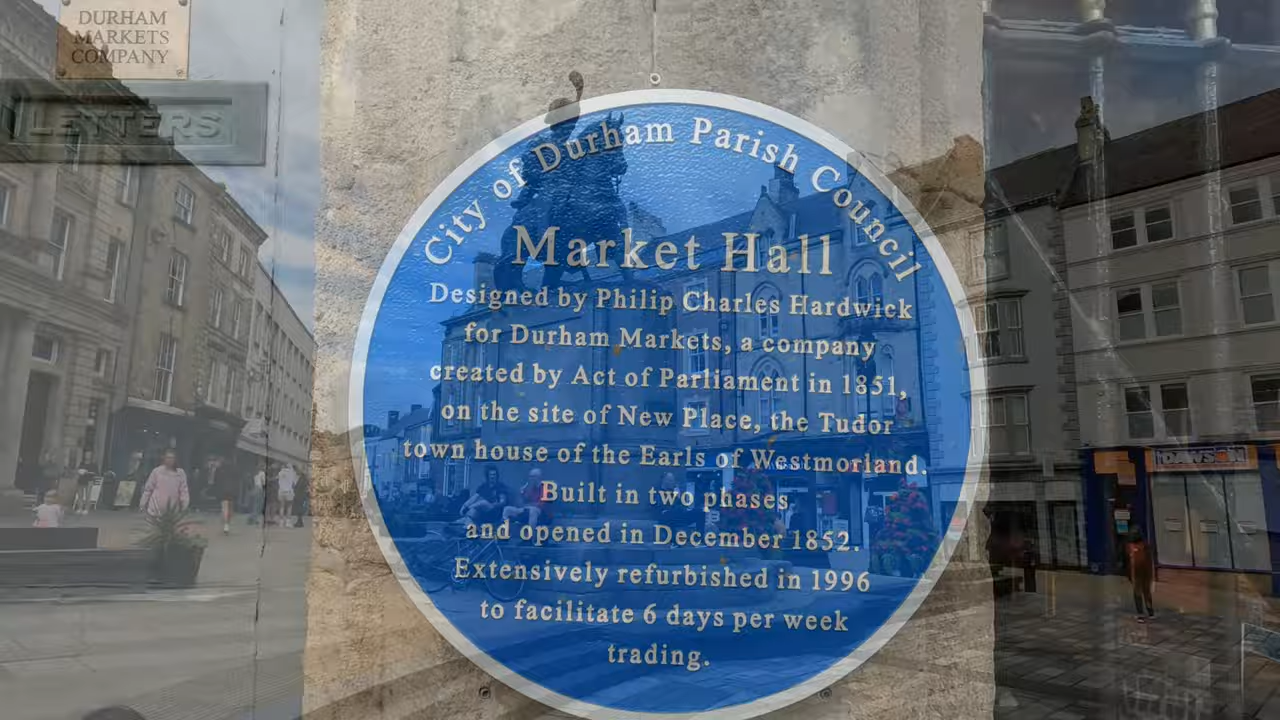 DURHAM
MARKETS
COMPANY
LETTERS
City of Durham Parish Council
Market Hall
Designed by Philip Charles Hardwick
for Durham Markets, a company
created by Act of Parliament in 1851,
on the site of New Place, the Tudor
town house of the Earls of Westmorland.
Built in two phases
and opened in December 1852.
Extensively refurbished in 1996
to facilitate 6 days per week
trading.
DAWSON